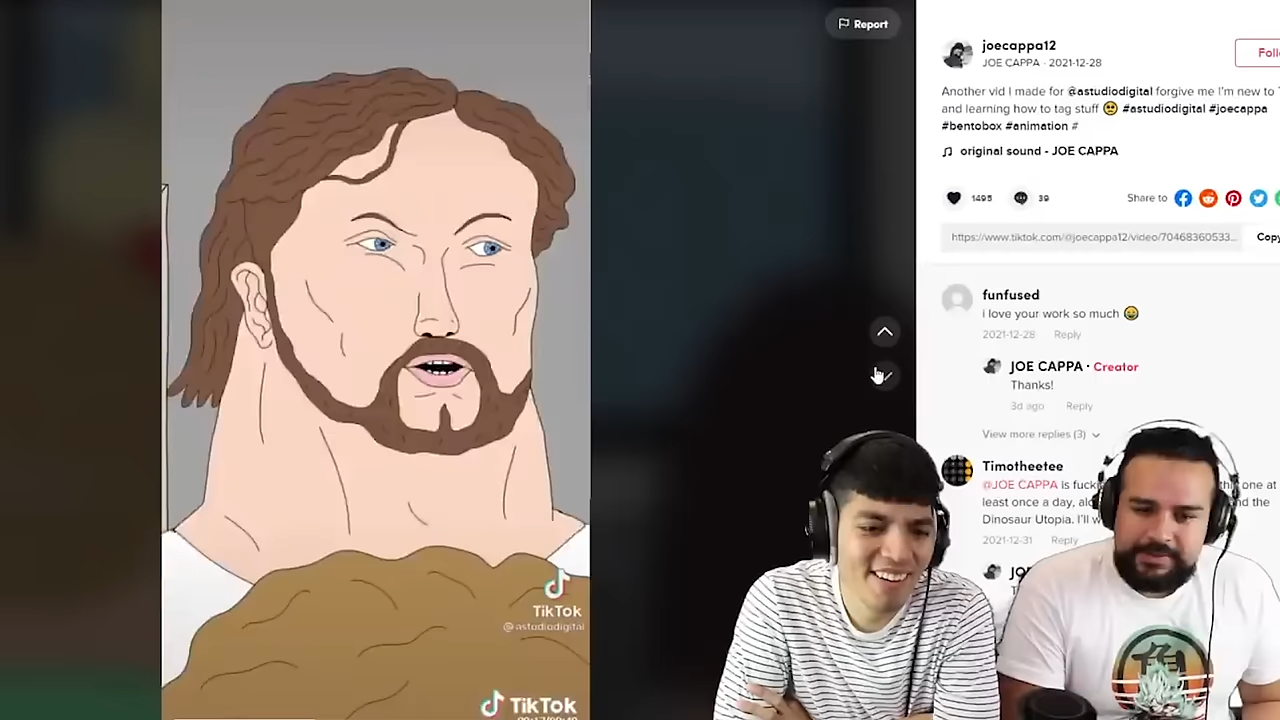 Report
joecappa12
JOE CAPPA · 2021-12-28
Another vid I made for @astudiodigital forgive me I'm new to
and learning how to tag stuff 🥺 #astudiodigital #joecappa
#bentobox #animation #
original sound - JOE CAPPA
1495
39
Share to
https://www.tiktok.com/@joecappa12/video/70468360533...
funfused
i love your work so much 😂
2021-12-28 Reply
JOE CAPPA · Creator
Thanks!
3d ago Reply
View more replies (3)
Timotheetee
@JOE CAPPA Is one at
least once a day, the
Dinosaur Utopia. I'll
2021-12-31 Reply
TikTok
@astudiodigital
TikTok